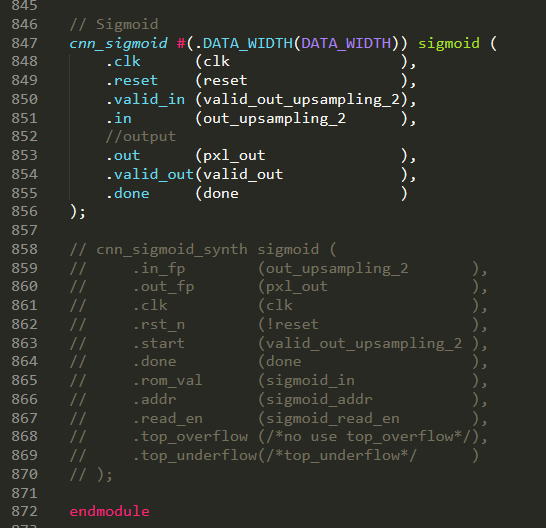 845
846 // Sigmoid
847 cnn_sigmoid #(.DATA_WIDTH(DATA_WIDTH)) sigmoid (
848     .clk      (clk                 ),
849     .reset    (reset               ),
850     .valid_in (valid_out_upsampling_2),
851     .in       (out_upsampling_2      ),
852     //output
853     .out      (pxl_out             ),
854     .valid_out(valid_out           ),
855     .done     (done                )
856 );
857
858 // cnn_sigmoid_synth sigmoid (
859 //     .in_fp        (out_upsampling_2       ),
860 //     .out_fp       (pxl_out                ),
861 //     .clk          (clk                    ),
862 //     .rst_n        (!reset                 ),
863 //     .start        (valid_out_upsampling_2 ),
864 //     .done         (done                   ),
865 //     .rom_val      (sigmoid_in             ),
866 //     .addr         (sigmoid_addr           ),
867 //     .read_en      (sigmoid_read_en        ),
868 //     .top_overflow (/*no use top_overflow*/),
869 //     .top_underflow(/*top_underflow*/      )
870 // );
871
872 endmodule